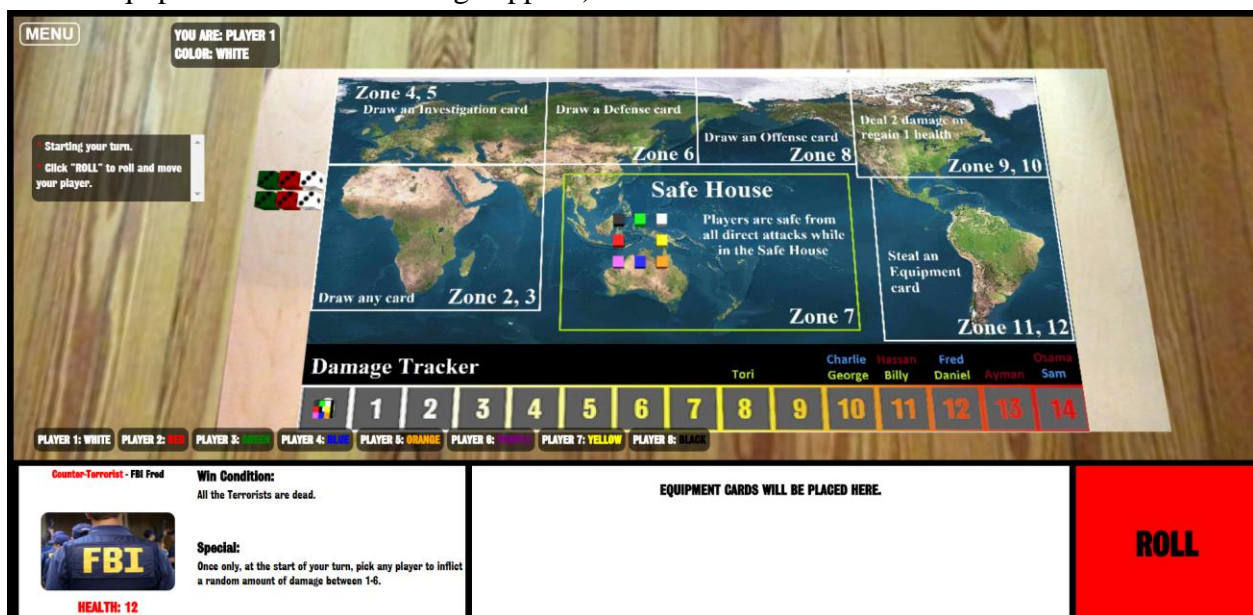 MENU
YOU ARE: PLAYER 1
COLOR: WHITE
* Starting your turn.
* Click "ROLL" to roll and move
your player.
Zone 4, 5
Draw an Investigation card
Draw a Defense card
Zone 6
Draw an Offense card
Zone 8
Deal 2 damage or
regain 1 health
Zone 9, 10
Draw any card
Zone 2, 3
Safe House
Players are safe from
all direct attacks while
in the Safe House
Zone 7
Steal an
Equipment
card
Zone 11, 12
Damage Tracker
Tori
Charlie
George
Hassan
Billy
Fred
Daniel
Ayman
Osama
Sam
1 2 3 4 5 6 7 8 9 10 11 12 13 14
PLAYER 1: WHITE PLAYER 2: RED PLAYER 3: GREEN PLAYER 4: BLUE PLAYER 5: ORANGE PLAYER 6: PLAYER 7: YELLOW PLAYER 8: BLACK
Counter-Terrorist - FBI Fred
FBI
HEALTH: 12
Win Condition:
All the Terrorists are dead.
Special:
Once only, at the start of your turn, pick any player to inflict
a random amount of damage between 1-6.
EQUIPMENT CARDS WILL BE PLACED HERE.
ROLL